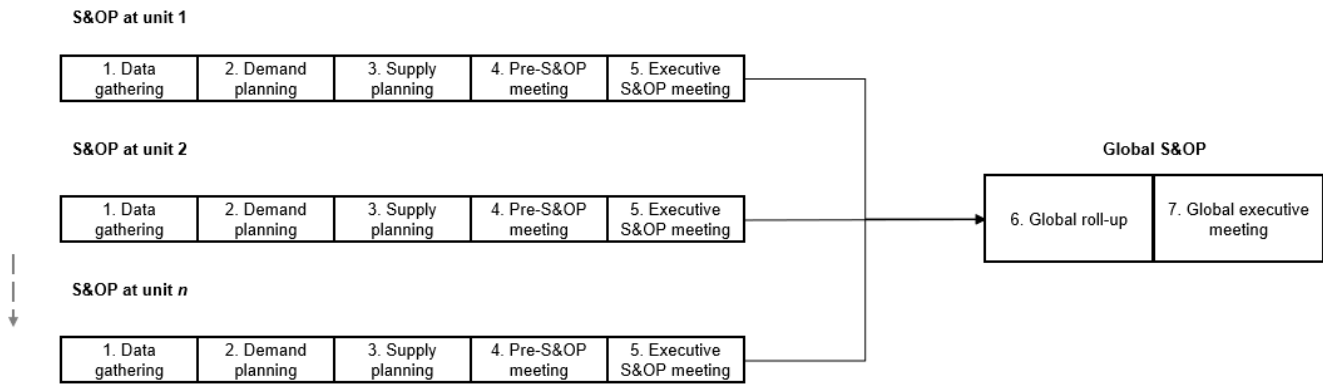 S&OP at unit 1
1. Data
gathering
2. Demand
planning
3. Supply
planning
4. Pre-S&OP
meeting
5. Executive
S&OP meeting
S&OP at unit 2
1. Data
gathering
2. Demand
planning
3. Supply
planning
4. Pre-S&OP
meeting
5. Executive
S&OP meeting
S&OP at unit n
1. Data
gathering
2. Demand
planning
3. Supply
planning
4. Pre-S&OP
meeting
5. Executive
S&OP meeting
Global S&OP
6. Global roll-up
7. Global executive
meeting